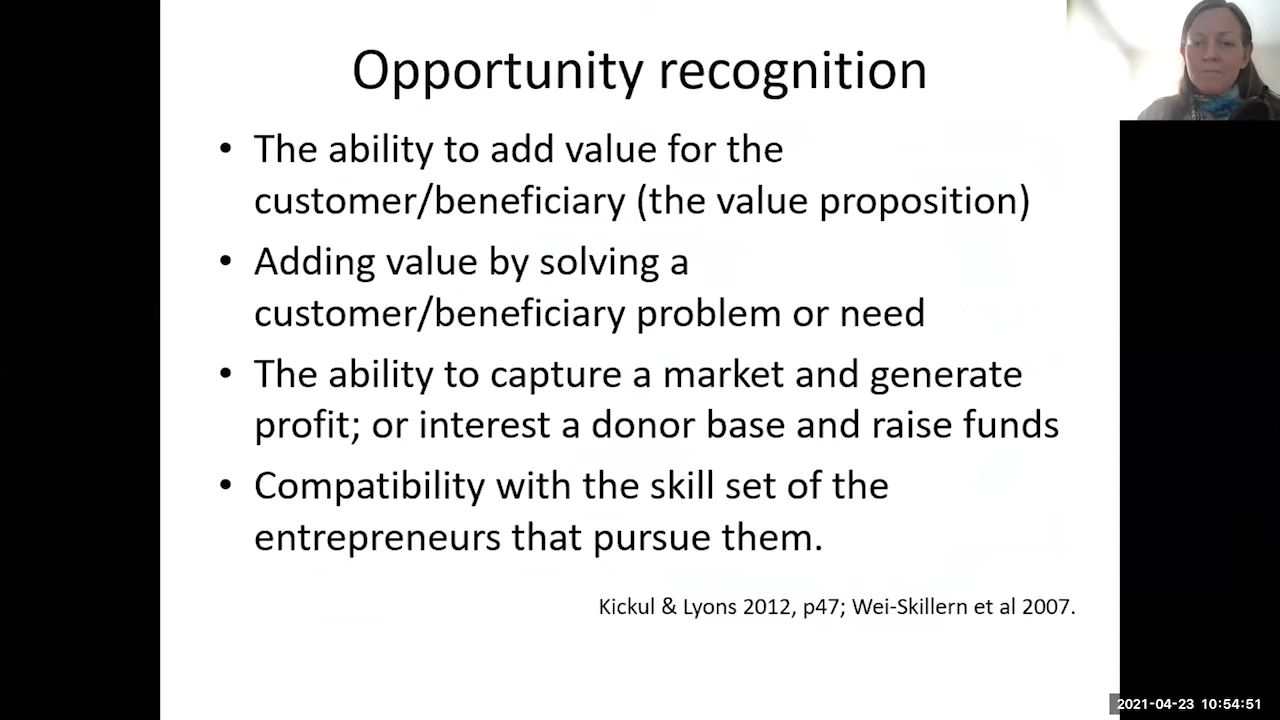 Opportunity recognition
• The ability to add value for the
customer/beneficiary (the value proposition)
• Adding value by solving a
customer/beneficiary problem or need
• The ability to capture a market and generate
profit; or interest a donor base and raise funds
• Compatibility with the skill set of the
entrepreneurs that pursue them.
Kickul & Lyons 2012, p47; Wei-Skillern et al 2007.
2021-04-23 10:54:51